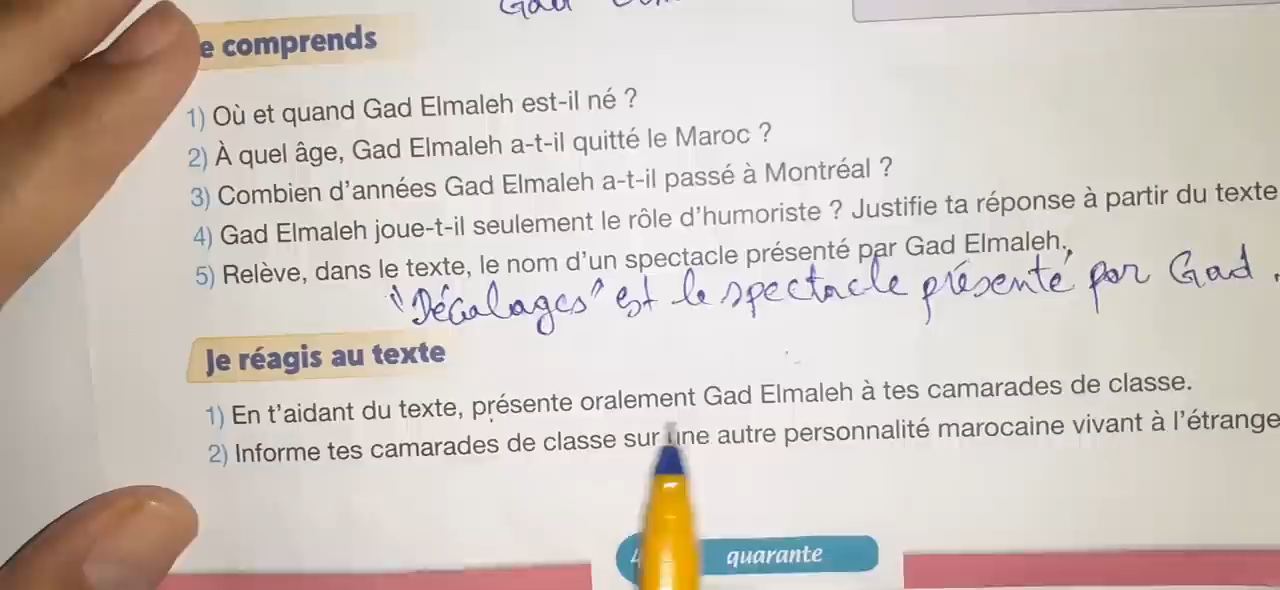 Gad
e comprends
1) Où et quand Gad Elmaleh est-il né ?
2) À quel âge, Gad Elmaleh a-t-il quitté le Maroc ?
3) Combien d'années Gad Elmaleh a-t-il passé à Montréal ?
4) Gad Elmaleh joue-t-il seulement le rôle d'humoriste ? Justifie ta réponse à partir du texte
5) Relève, dans le texte, le nom d'un spectacle présenté par Gad Elmaleh.
"Décalages" est le spectacle présenté par Gad.
Je réagis au texte
1) En t'aidant du texte, présente oralement Gad Elmaleh à tes camarades de classe.
2) Informe tes camarades de classe sur une autre personnalité marocaine vivant à l'étrange
quarante